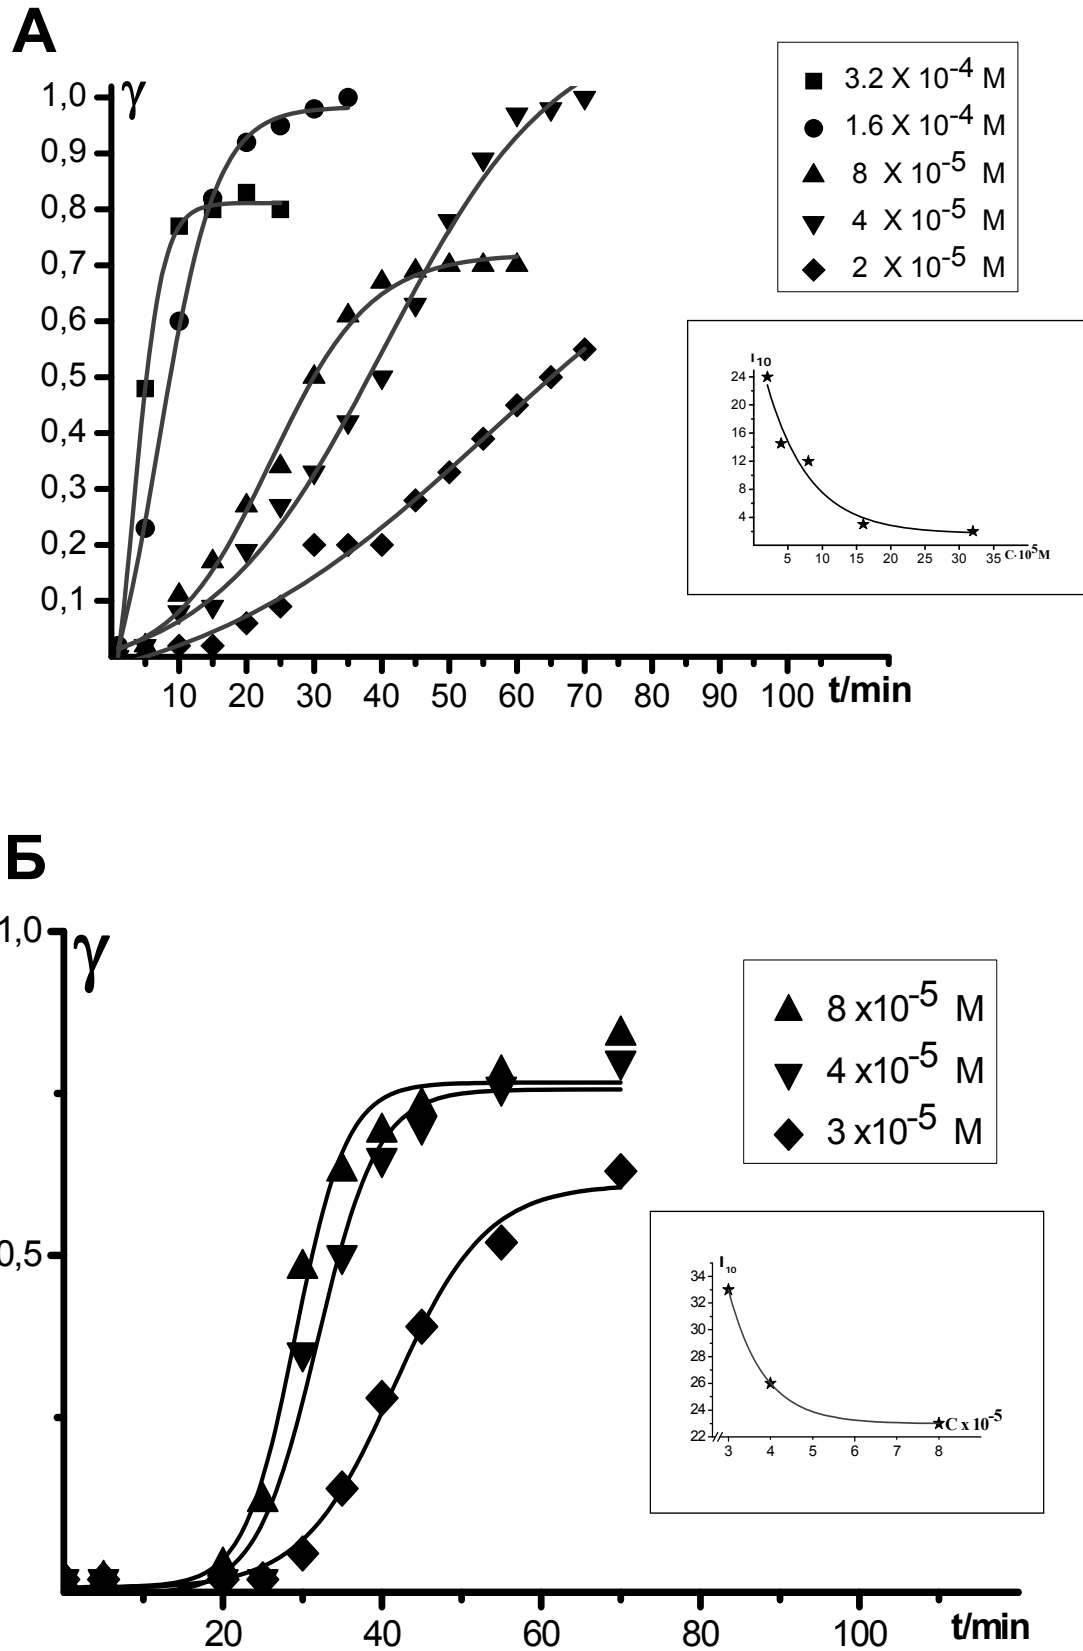 А
γ
1,0
0,9
0,8
0,7
0,6
0,5
0,4
0,3
0,2
0,1
10 20 30 40 50 60 70 80 90 100 t/min
3.2 X 10⁻⁴ M
1.6 X 10⁻⁴ M
8 X 10⁻⁵ M
4 X 10⁻⁵ M
2 X 10⁻⁵ M
I₁₀
24
20
16
12
8
4
5 10 15 20 25 30 35 C·10⁵M
Б
γ
1,0
0,5
20 40 60 80 100 t/min
8 x10⁻⁵ M
4 x10⁻⁵ M
3 x10⁻⁵ M
I₁₀
34
32
30
28
26
24
22
3 4 5 6 7 8 C x 10⁻⁵